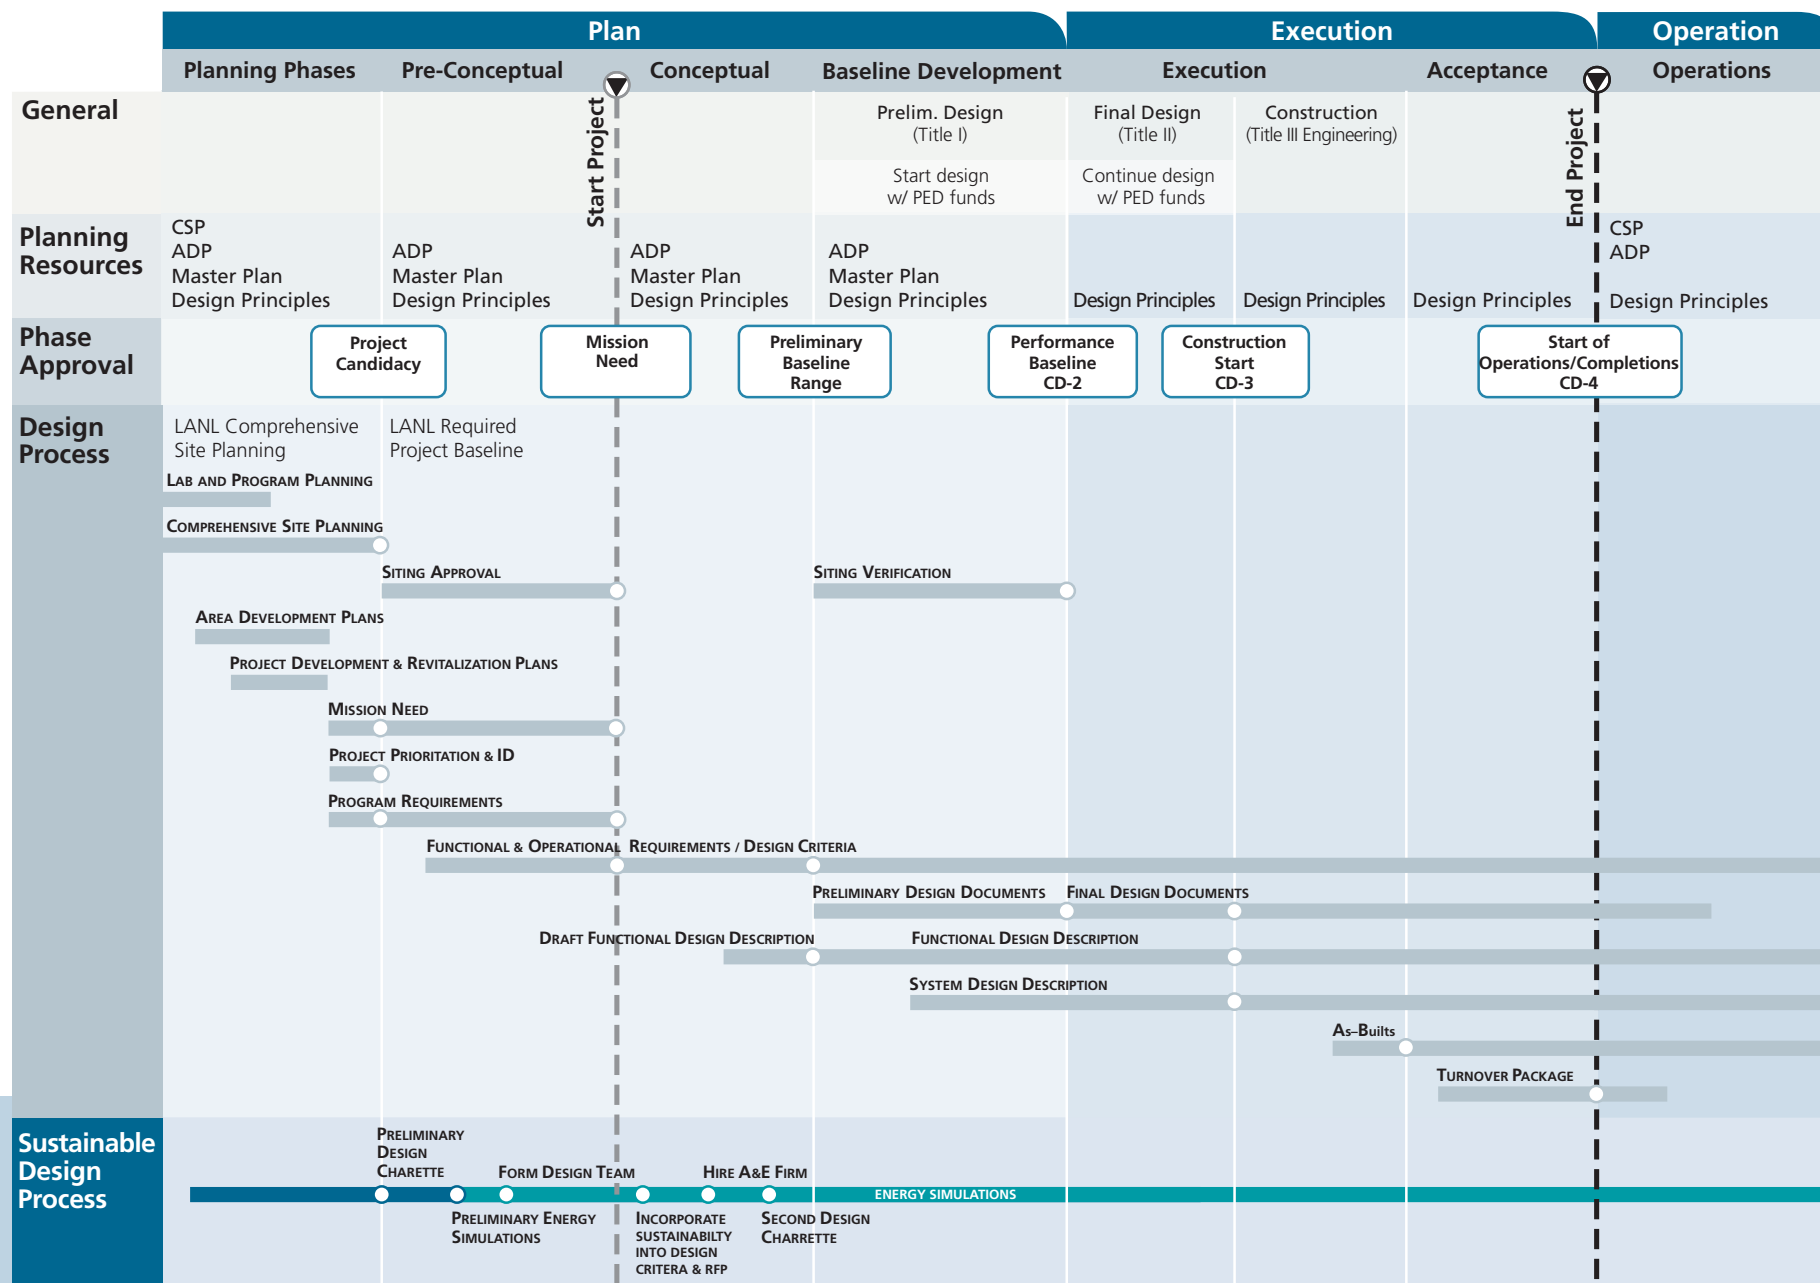 Plan
Execution
Operation
Planning Phases
Pre-Conceptual
Conceptual
Baseline Development
Execution
Acceptance
Operations
General
Start Project
Prelim. Design
(Title I)
Final Design
(Title II)
Construction
(Title III Engineering)
Start design
w/ PED funds
Continue design
w/ PED funds
End Project
Planning
Resources
CSP
ADP
Master Plan
Design Principles
ADP
Master Plan
Design Principles
ADP
Master Plan
Design Principles
ADP
Master Plan
Design Principles
Design Principles
Design Principles
Design Principles
CSP
ADP
Design Principles
Phase
Approval
Project
Candidacy
Mission
Need
Preliminary
Baseline
Range
Performance
Baseline
CD-2
Construction
Start
CD-3
Start of
Operations/Completions
CD-4
Design
Process
LANL Comprehensive
Site Planning
LANL Required
Project Baseline
Lab and Program Planning
Comprehensive Site Planning
Siting Approval
Siting Verification
Area Development Plans
Project Development & Revitalization Plans
Mission Need
Project Prioritation & ID
Program Requirements
Functional & Operational Requirements / Design Criteria
Preliminary Design Documents
Final Design Documents
Draft Functional Design Description
Functional Design Description
System Design Description
As-Builts
Turnover Package
Sustainable
Design
Process
Preliminary
Design
Charette
Form Design Team
Hire A&E Firm
ENERGY SIMULATIONS
Preliminary Energy
Simulations
Incorporate
sustainabilty
into design
critera & RFP
Second Design
Charrette